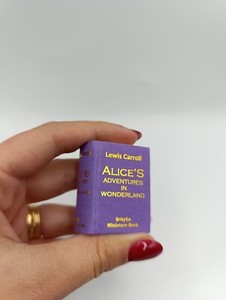 Lewis Carroll
ALICE'S
ADVENTURES
IN
WONDERLAND
Miniature Book